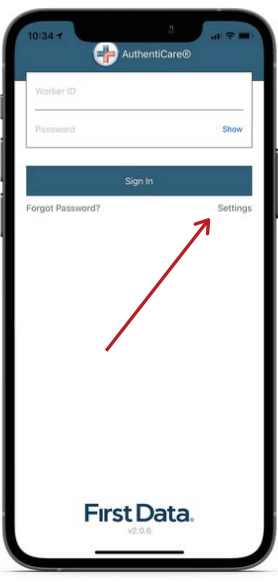 10:34
AuthentiCare®
Worker ID
Password Show
Sign In
Forgot Password? Settings
First Data.
v2.0.6